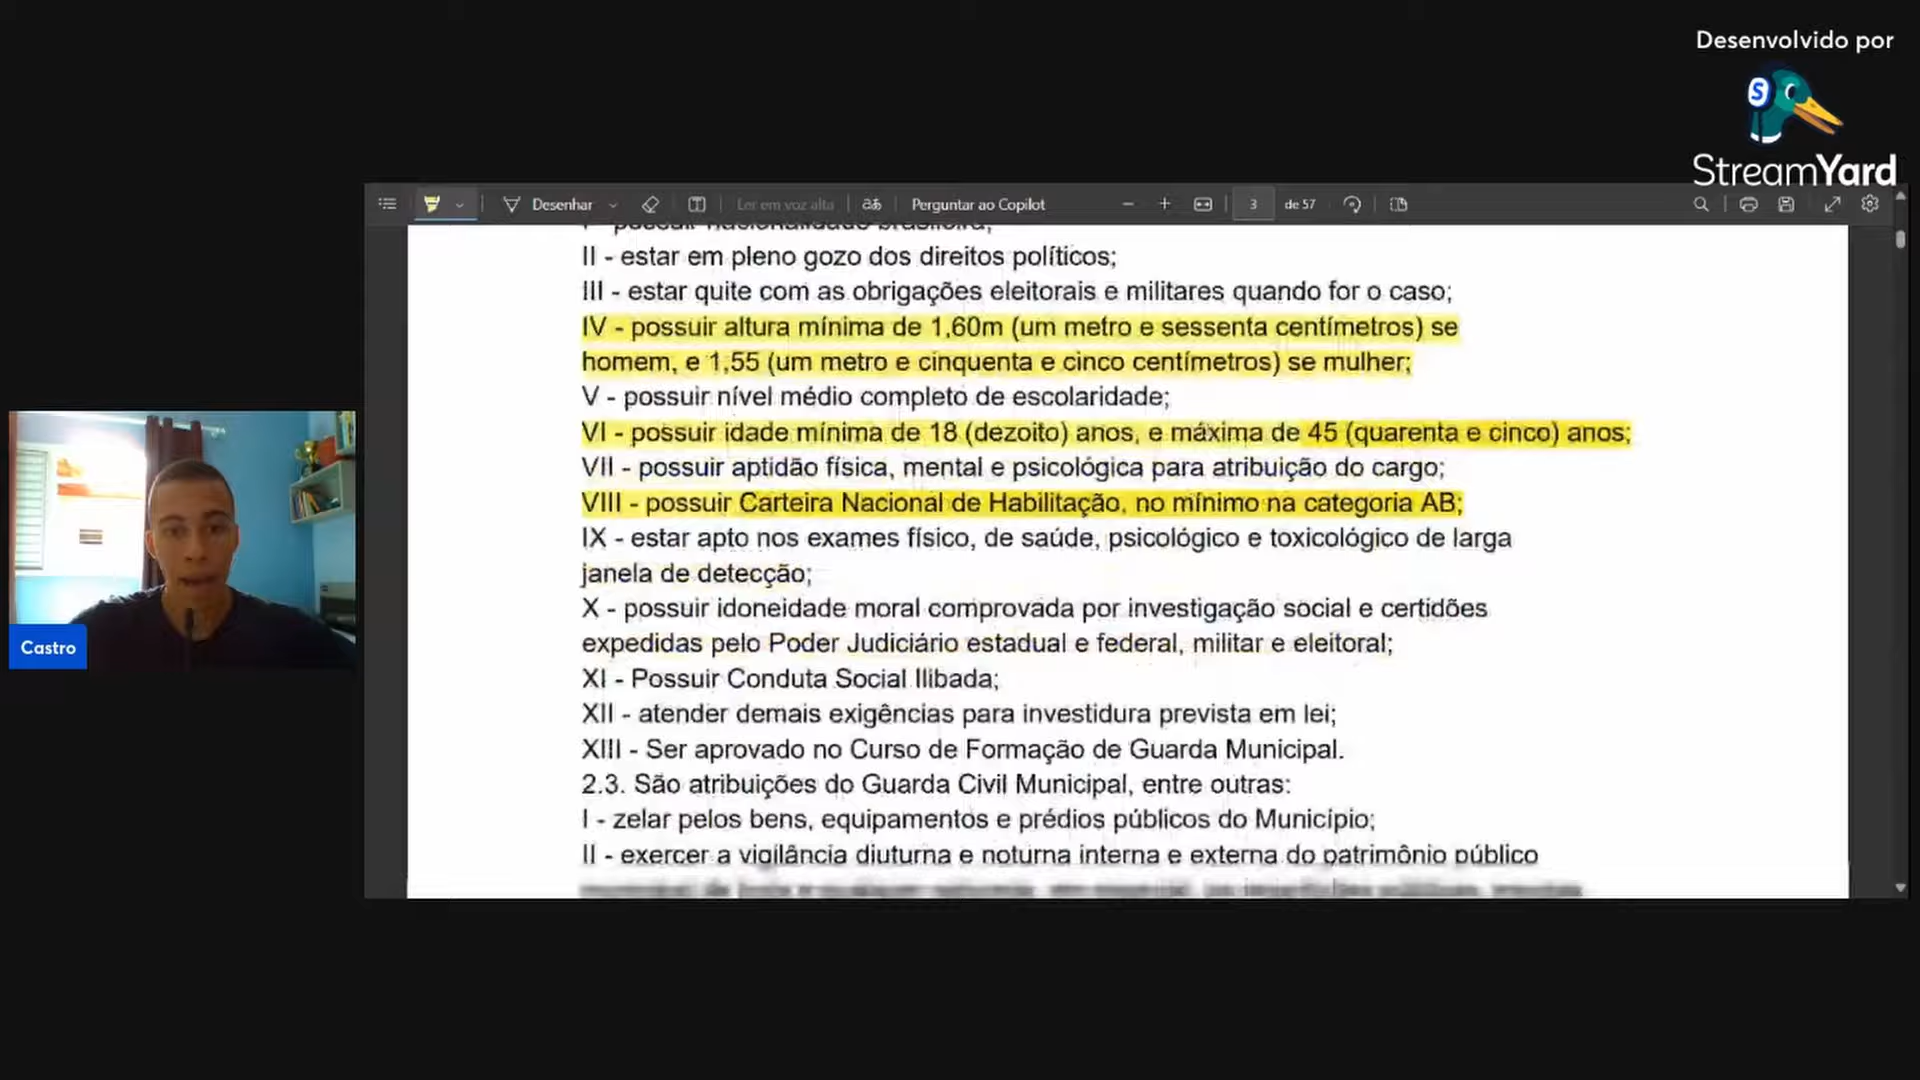 Desenvolvido por
StreamYard
Desenhar
Ler em voz alta
Perguntar ao Copilot
3
de 57
I - possuir nacionalidade brasileira;
II - estar em pleno gozo dos direitos políticos;
III - estar quite com as obrigações eleitorais e militares quando for o caso;
IV - possuir altura mínima de 1,60m (um metro e sessenta centímetros) se
homem, e 1,55 (um metro e cinquenta e cinco centímetros) se mulher;
V - possuir nível médio completo de escolaridade;
VI - possuir idade mínima de 18 (dezoito) anos, e máxima de 45 (quarenta e cinco) anos;
VII - possuir aptidão física, mental e psicológica para atribuição do cargo;
VIII - possuir Carteira Nacional de Habilitação, no mínimo na categoria AB;
IX - estar apto nos exames físico, de saúde, psicológico e toxicológico de larga
janela de detecção;
X - possuir idoneidade moral comprovada por investigação social e certidões
expedidas pelo Poder Judiciário estadual e federal, militar e eleitoral;
XI - Possuir Conduta Social Ilibada;
XII - atender demais exigências para investidura prevista em lei;
XIII - Ser aprovado no Curso de Formação de Guarda Municipal.
2.3. São atribuições do Guarda Civil Municipal, entre outras:
I - zelar pelos bens, equipamentos e prédios públicos do Município;
II - exercer a vigilância diuturna e noturna interna e externa do patrimônio público
Castro